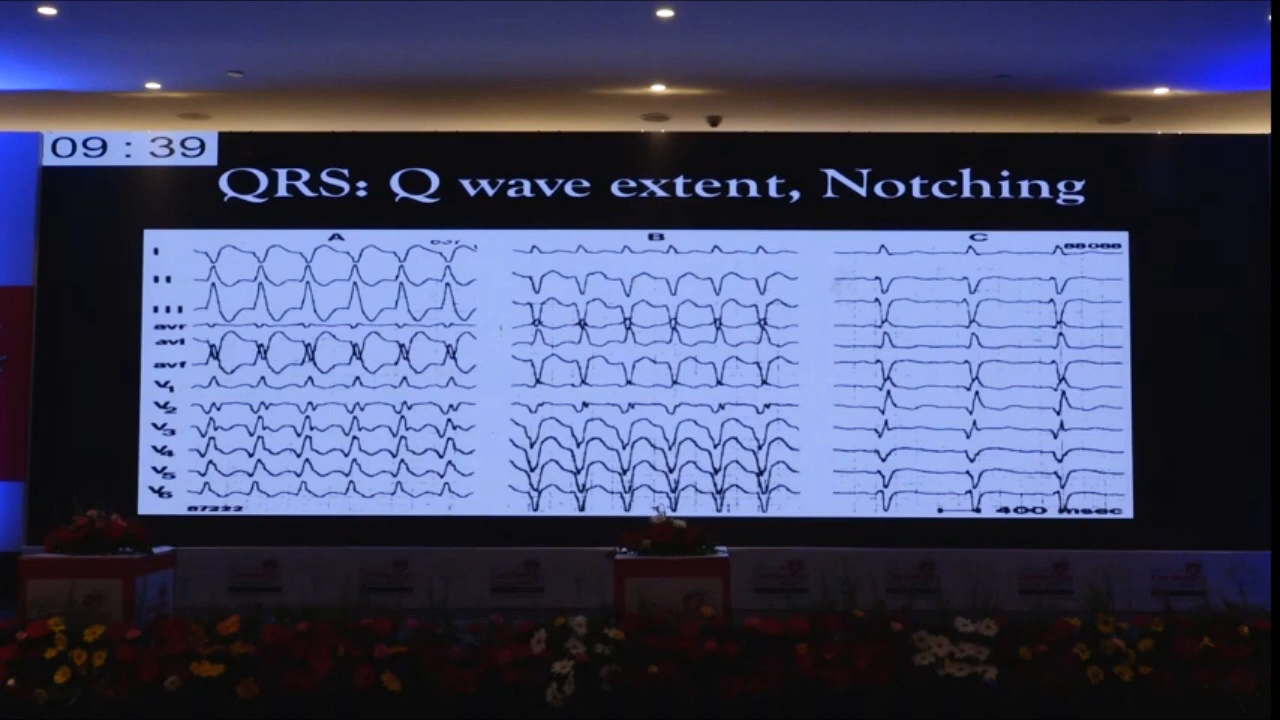 09 : 39
QRS: Q wave extent, Notching
A B C
I
88088
II
III
avr
avl
avf
V1
V2
V3
V4
V5
V6
87222
400 msec